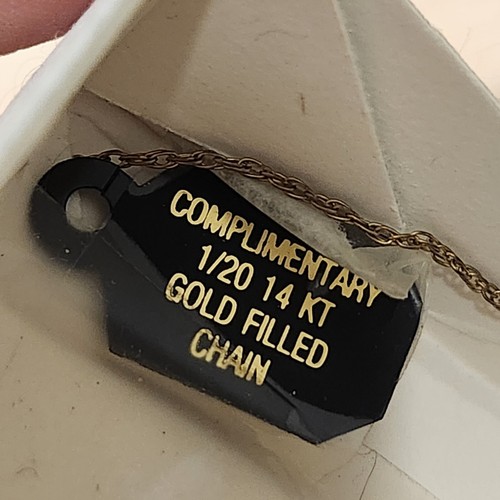 COMPLIMENTARY
1/20 14 KT
GOLD FILLED
CHAIN